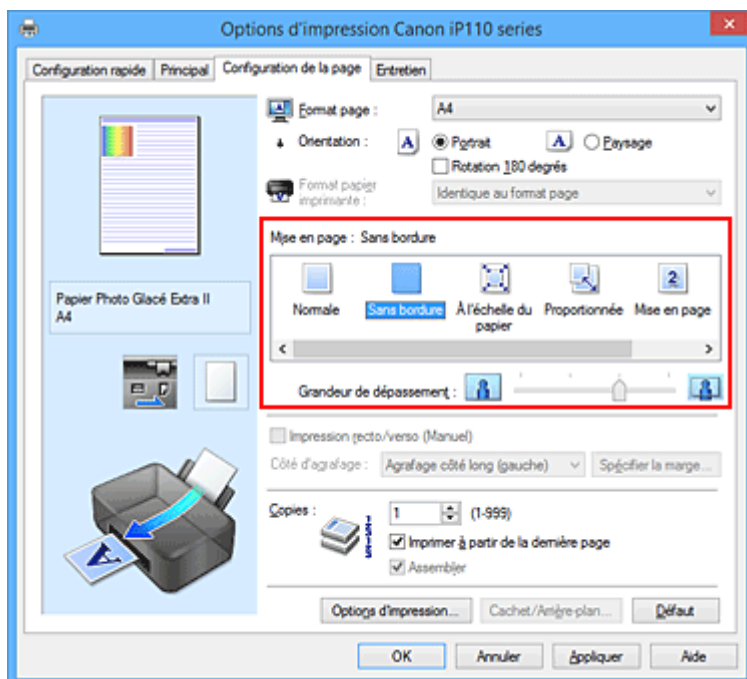 Options d'impression Canon iP110 series
Configuration rapide Principal Configuration de la page Entretien
Format page : A4
Orientation : A Portrait A Paysage
Rotation 180 degrés
Format papier imprimante : Identique au format page
Mise en page : Sans bordure
Normale Sans bordure À l'échelle du papier Proportionnée Mise en page
2
Papier Photo Glacé Extra II
A4
Grandeur de dépassement :
Impression recto/verso (Manuel)
Côté d'agrafage : Agrafage côté long (gauche) Spécifier la marge...
Copies : 1 (1-999)
Imprimer à partir de la dernière page
Assembler
Options d'impression... Cachet/Arrière-plan... Défaut
OK Annuler Appliquer Aide